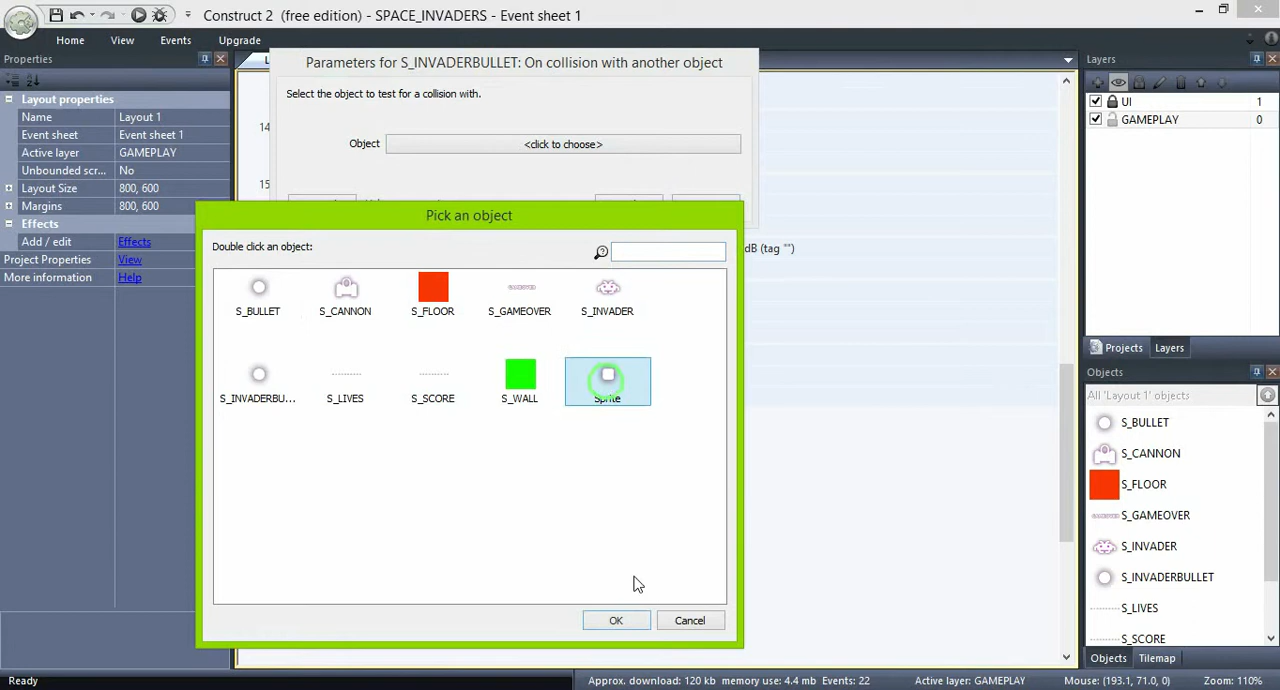 Construct 2 (free edition) - SPACE_INVADERS - Event sheet 1
Home View Events Upgrade
Properties
Layout properties
Name Layout 1
Event sheet Event sheet 1
Active layer GAMEPLAY
Unbounded scr... No
Layout Size 800, 600
Margins 800, 600
Effects
Add / edit Effects
Project Properties View
More information Help
Parameters for S_INVADERBULLET: On collision with another object
Select the object to test for a collision with.
Object <click to choose>
14
15
dB (tag "")
Pick an object
Double click an object:
S_BULLET S_CANNON S_FLOOR S_GAMEOVER S_INVADER
S_INVADERBU... S_LIVES S_SCORE S_WALL Sprite
OK Cancel
Layers
UI 1
GAMEPLAY 0
Projects Layers
Objects
All 'Layout 1' objects
S_BULLET
S_CANNON
S_FLOOR
S_GAMEOVER
S_INVADER
S_INVADERBULLET
S_LIVES
S_SCORE
Objects Tilemap
Ready Approx. download: 120 kb memory use: 4.4 mb Events: 22 Active layer: GAMEPLAY Mouse: (193.1, 71.0, 0) Zoom: 110%